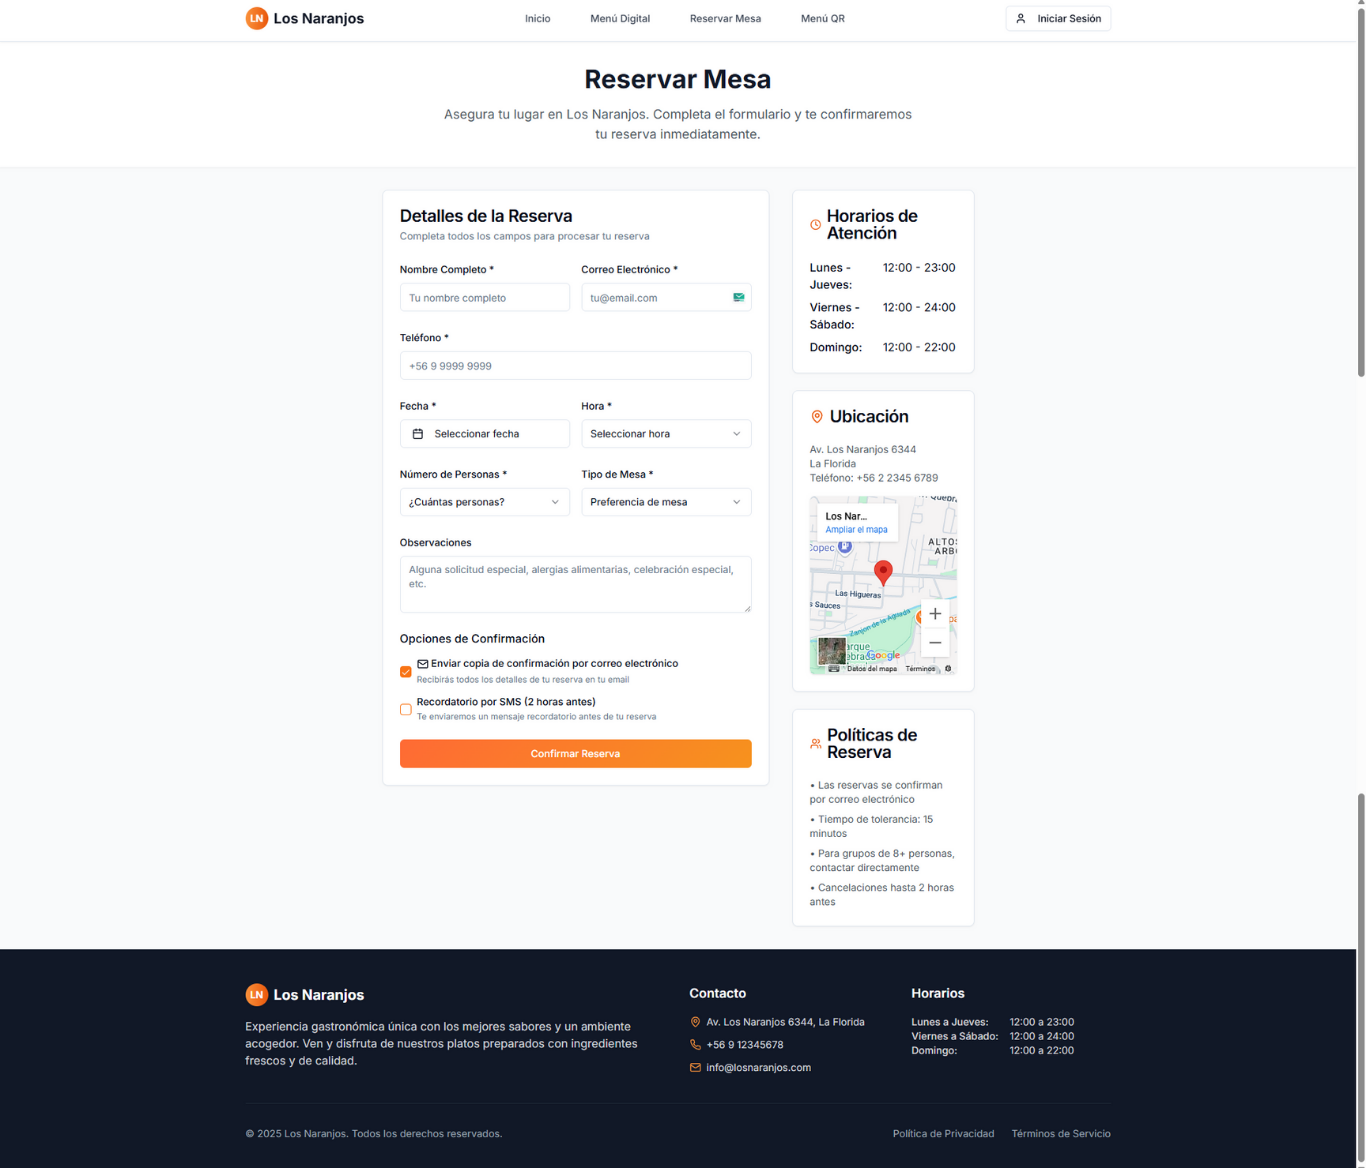 LN Los Naranjos
Inicio
Menú Digital
Reservar Mesa
Menú QR
Iniciar Sesión
Reservar Mesa
Asegura tu lugar en Los Naranjos. Completa el formulario y te confirmaremos
tu reserva inmediatamente.
Detalles de la Reserva
Completa todos los campos para procesar tu reserva
Nombre Completo *
Correo Electrónico *
Tu nombre completo
tu@email.com
Teléfono *
+56 9 9999 9999
Fecha *
Hora *
Seleccionar fecha
Seleccionar hora
Número de Personas *
Tipo de Mesa *
¿Cuántas personas?
Preferencia de mesa
Observaciones
Alguna solicitud especial, alergias alimentarias, celebración especial,
etc.
Opciones de Confirmación
Enviar copia de confirmación por correo electrónico
Recibirás todos los detalles de tu reserva en tu email
Recordatorio por SMS (2 horas antes)
Te enviaremos un mensaje recordatorio antes de tu reserva
Confirmar Reserva
Horarios de
Atención
Lunes - 12:00 - 23:00
Jueves:
Viernes - 12:00 - 24:00
Sábado:
Domingo: 12:00 - 22:00
Ubicación
Av. Los Naranjos 6344
La Florida
Teléfono: +56 2 2345 6789
Quebr
Los Nar...
Ampliar el mapa
Copec
ALTOS
ARBO
Las Higueras
s Sauces
Zanjon de la Aguada
arque
ebrada
Google
Datos del mapa
Términos
Políticas de
Reserva
• Las reservas se confirman
por correo electrónico
• Tiempo de tolerancia: 15
minutos
• Para grupos de 8+ personas,
contactar directamente
• Cancelaciones hasta 2 horas
antes
LN Los Naranjos
Experiencia gastronómica única con los mejores sabores y un ambiente
acogedor. Ven y disfruta de nuestros platos preparados con ingredientes
frescos y de calidad.
Contacto
Av. Los Naranjos 6344, La Florida
+56 9 12345678
info@losnaranjos.com
Horarios
Lunes a Jueves: 12:00 a 23:00
Viernes a Sábado: 12:00 a 24:00
Domingo: 12:00 a 22:00
© 2025 Los Naranjos. Todos los derechos reservados.
Política de Privacidad
Términos de Servicio